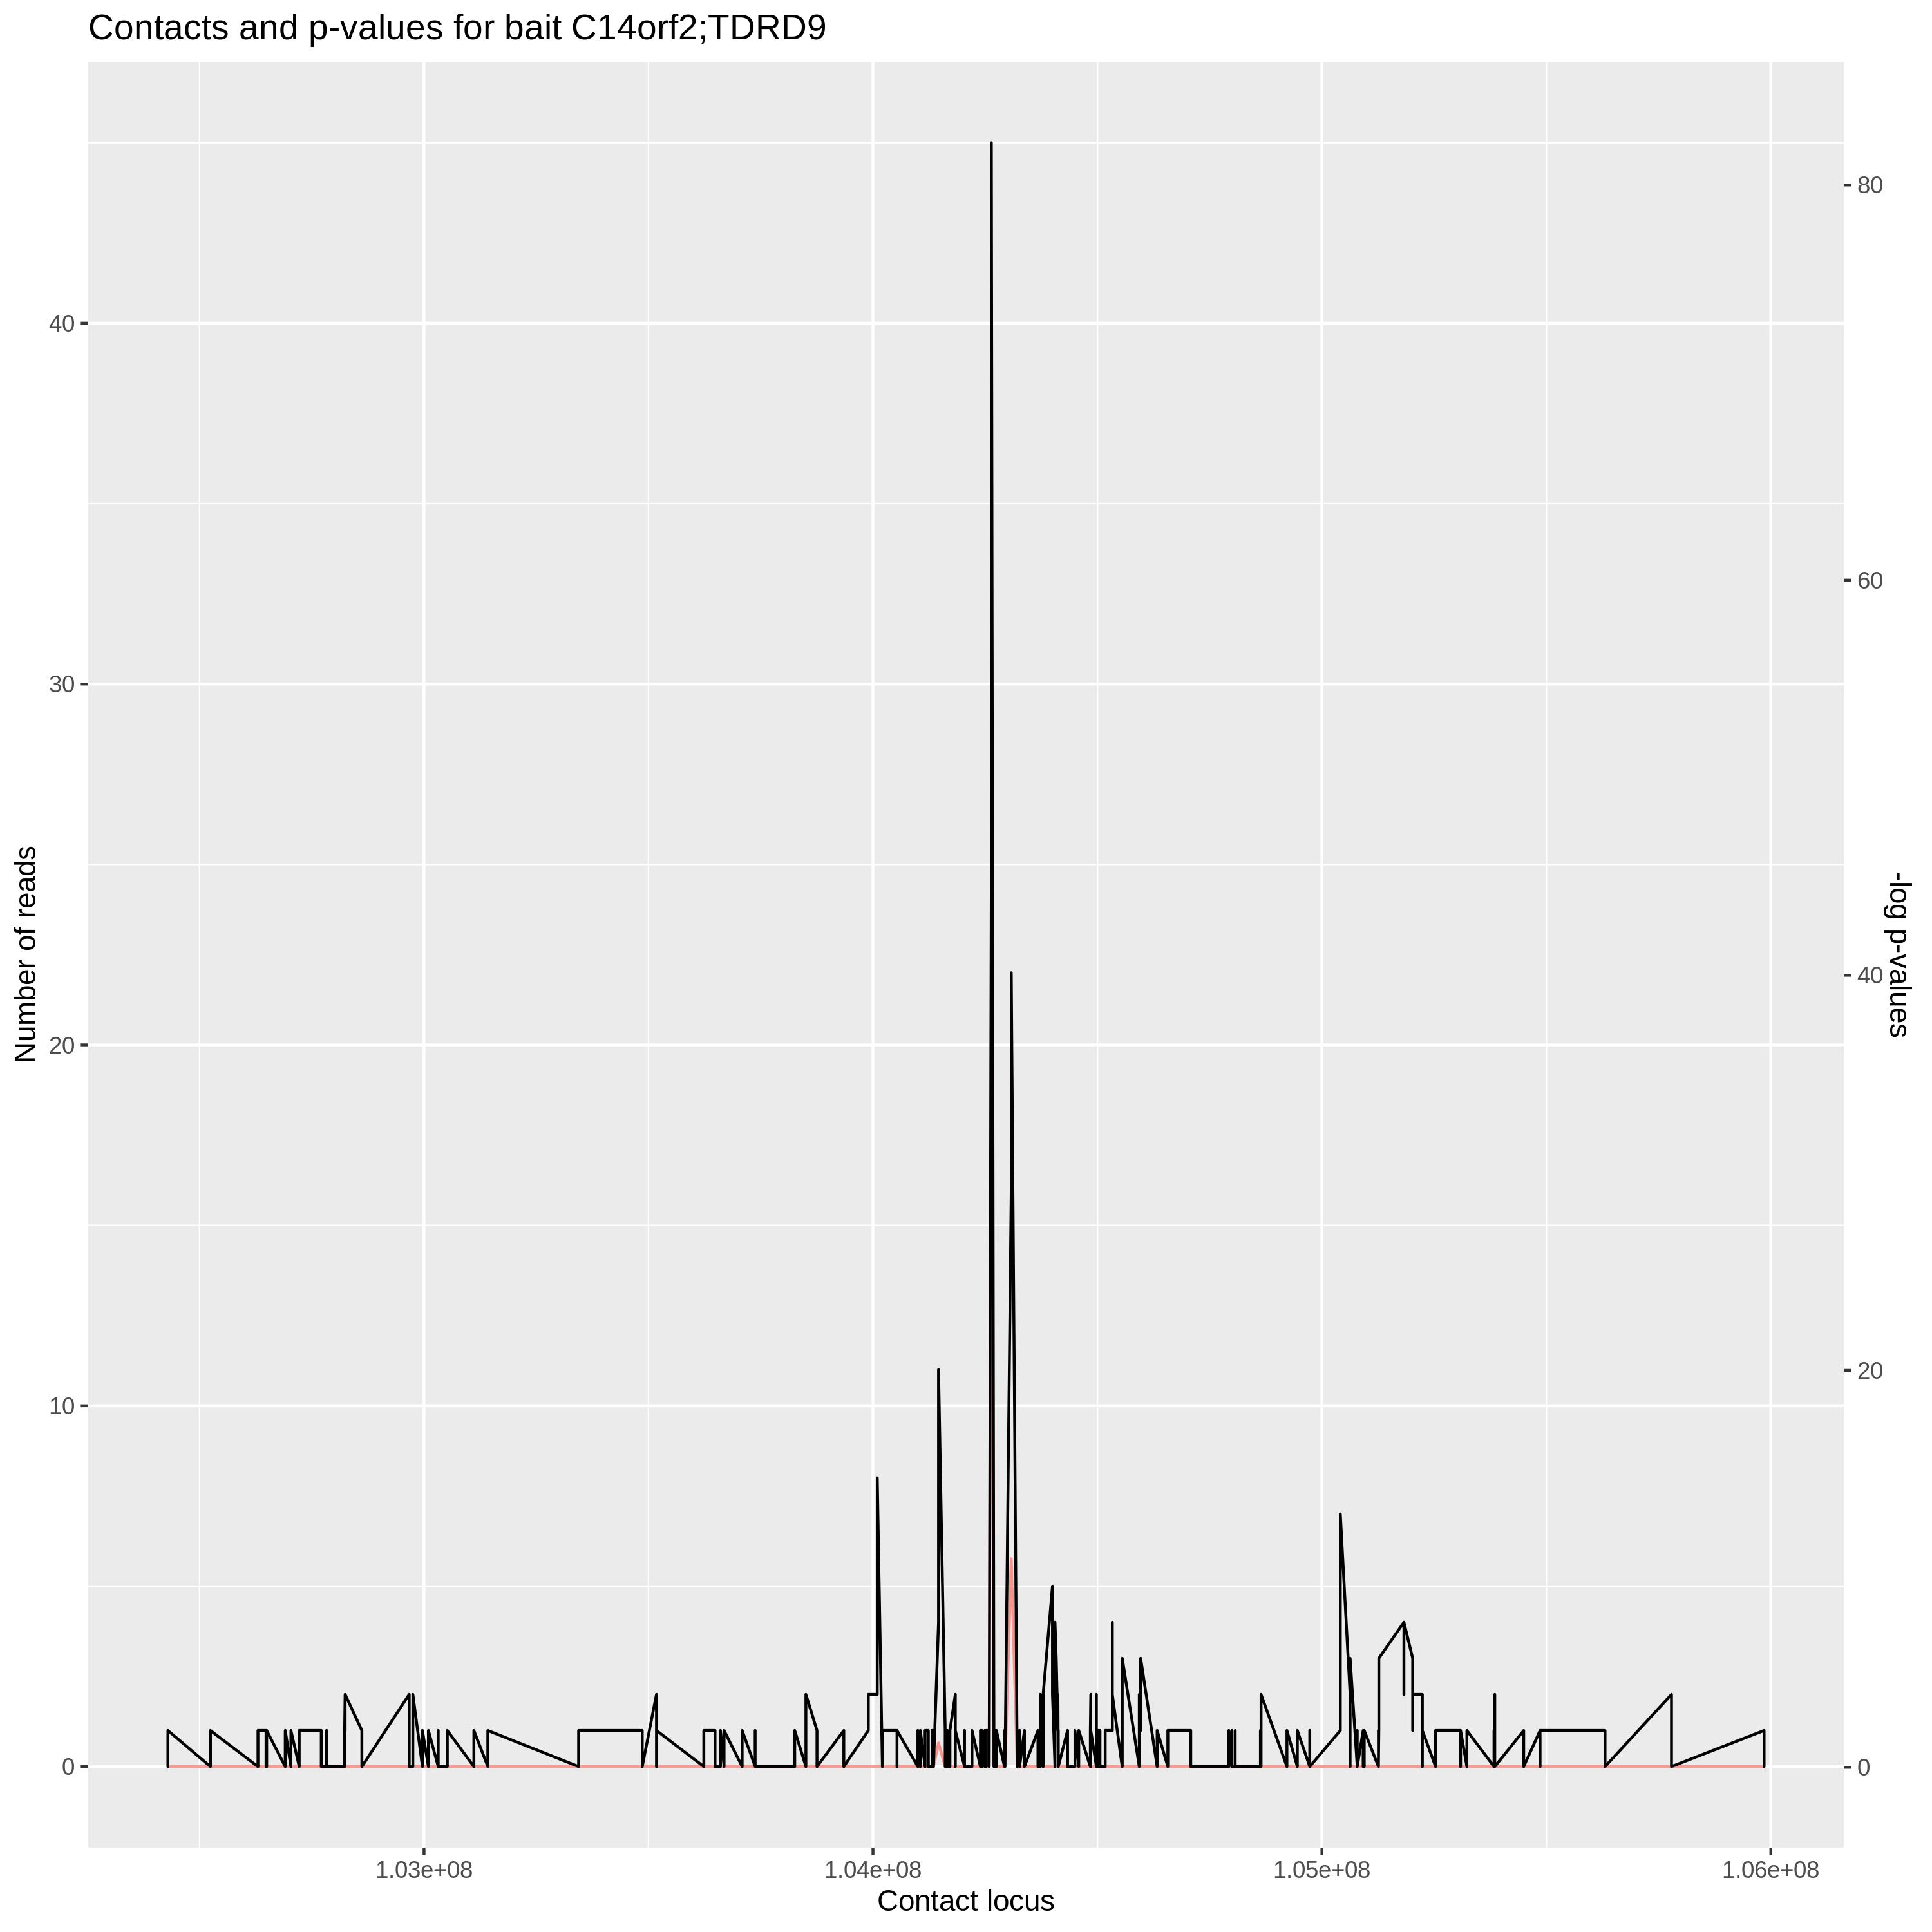 Contacts and p-values for bait C14orf2;TDRD9
Number of reads
40
30
20
10
0
80
60
40
20
0
-log p-values
1.03e+08
1.04e+08
1.05e+08
1.06e+08
Contact locus